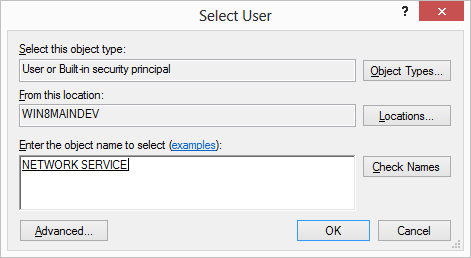 Select User
?
Select this object type:
User or Built-in security principal
Object Types...
From this location:
WIN8MAINDEV
Locations...
Enter the object name to select (examples):
NETWORK SERVICE
Check Names
Advanced...
OK
Cancel